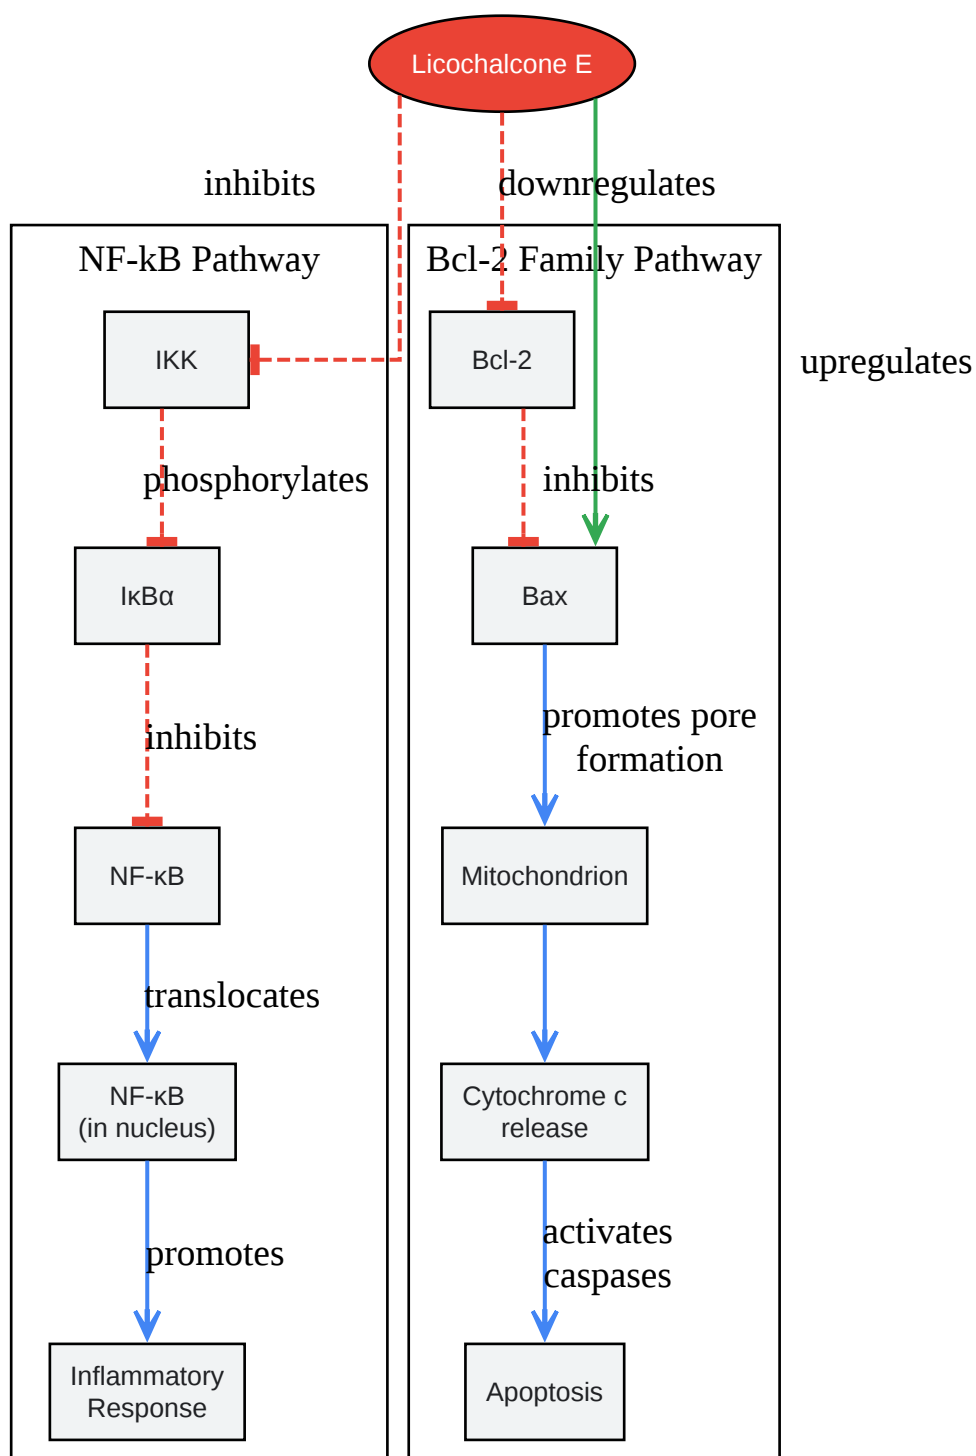 Licochalcone E
inhibits
downregulates
NF-kB Pathway
Bcl-2 Family Pathway
IKK
Bcl-2
upregulates
phosphorylates
inhibits
IκBα
Bax
inhibits
promotes pore
formation
NF-κB
Mitochondrion
translocates
NF-κB
(in nucleus)
Cytochrome c
release
promotes
activates
caspases
Inflammatory
Response
Apoptosis